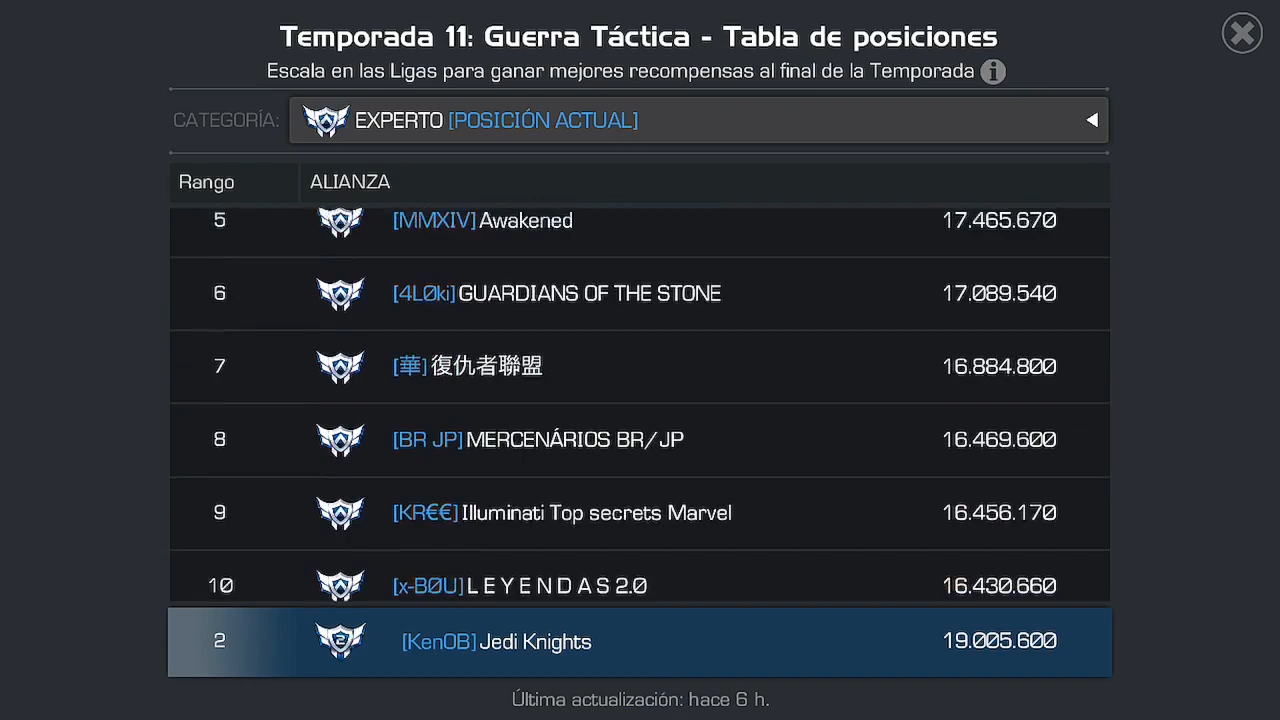 Temporada 11: Guerra Táctica - Tabla de posiciones
Escala en las Ligas para ganar mejores recompensas al final de la Temporada i
CATEGORÍA: EXPERTO [POSICIÓN ACTUAL]
Rango ALIANZA
5 [MMXIV]Awakened 17.465.670
6 [4L0ki]GUARDIANS OF THE STONE 17.089.540
7 [華]復仇者聯盟 16.884.800
8 [BR JP]MERCENÁRIOS BR/JP 16.469.600
9 [KR€€]Illuminati Top secrets Marvel 16.456.170
10 [x-B0U]L E Y E N D A S 2.0 16.430.660
2 [KenOB]Jedi Knights 19.005.600
Última actualización: hace 6 h.